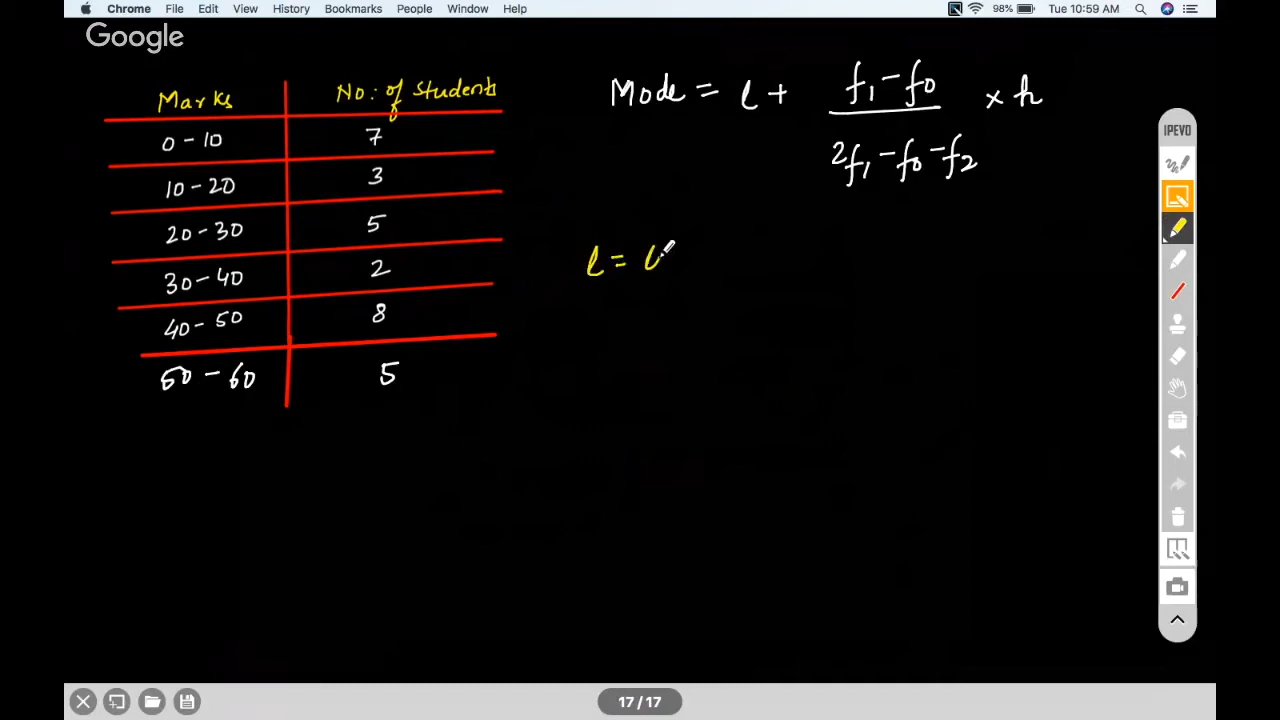 Chrome File Edit View History Bookmarks People Window Help 98% Tue 10:59 AM
Google
Marks No: of Students
0-10 7
10-20 3
20-30 5
30-40 2
40-50 8
50-60 5
Mode = l + f₁-f₀ × h
2f₁-f₀-f₂
l = l
IPEVO
17/17